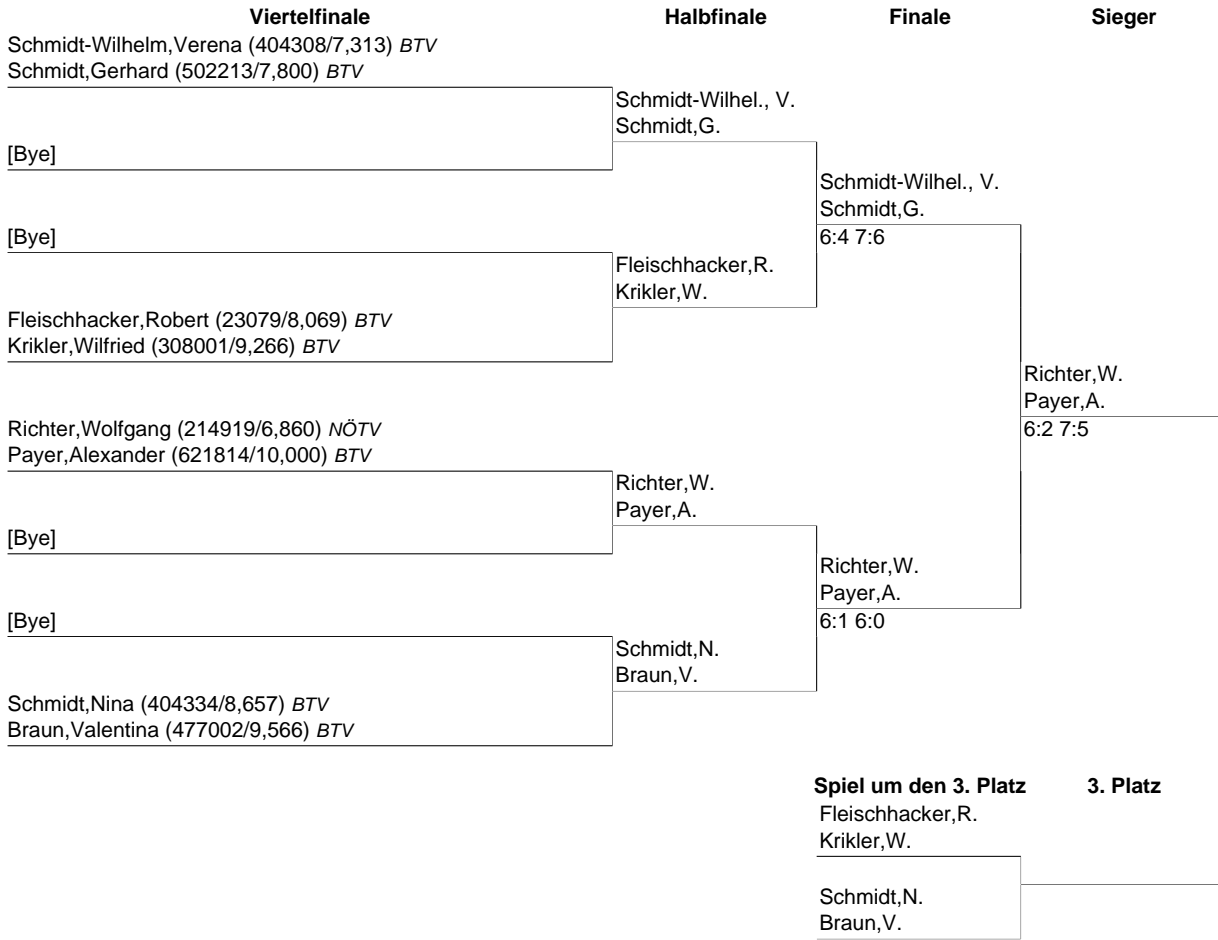 Viertelfinale Halbfinale Finale Sieger
Schmidt-Wilhelm,Verena (404308/7,313) BTV
Schmidt,Gerhard (502213/7,800) BTV
Schmidt-Wilhel., V.
Schmidt,G.
[Bye]
Schmidt-Wilhel., V.
Schmidt,G.
[Bye]
6:4 7:6
Fleischhacker,R.
Krikler,W.
Fleischhacker,Robert (23079/8,069) BTV
Krikler,Wilfried (308001/9,266) BTV
Richter,W.
Payer,A.
Richter,Wolfgang (214919/6,860) NÖTV
6:2 7:5
Payer,Alexander (621814/10,000) BTV
Richter,W.
Payer,A.
[Bye]
Richter,W.
Payer,A.
[Bye]
6:1 6:0
Schmidt,N.
Braun,V.
Schmidt,Nina (404334/8,657) BTV
Braun,Valentina (477002/9,566) BTV
Spiel um den 3. Platz 3. Platz
Fleischhacker,R.
Krikler,W.
Schmidt,N.
Braun,V.